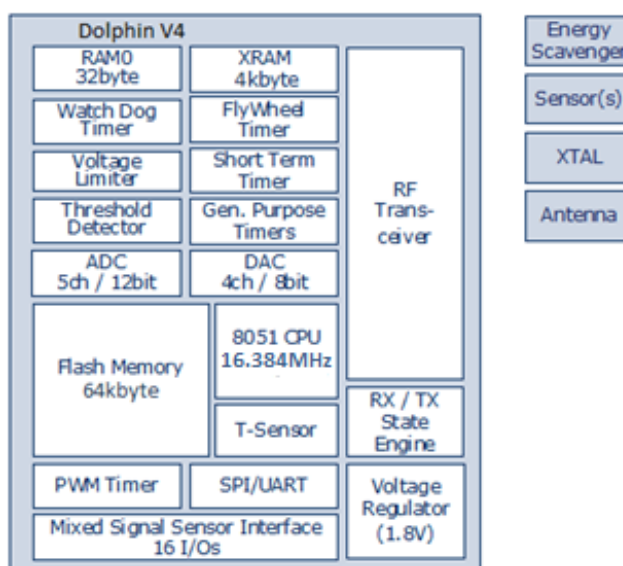 Dolphin V4
RAM0
32byte
XRAM
4kbyte
Watch Dog
Timer
FlyWheel
Timer
Voltage
Limiter
Short Term
Timer
Threshold
Detector
Gen. Purpose
Timers
ADC
5ch / 12bit
DAC
4ch / 8bit
RF
Trans-
ceiver
Flash Memory
64kbyte
8051 CPU
16.384MHz
T-Sensor
RX / TX
State
Engine
PWM Timer
SPI/UART
Voltage
Regulator
(1.8V)
Mixed Signal Sensor Interface
16 I/Os
Energy
Scavenger
Sensor(s)
XTAL
Antenna